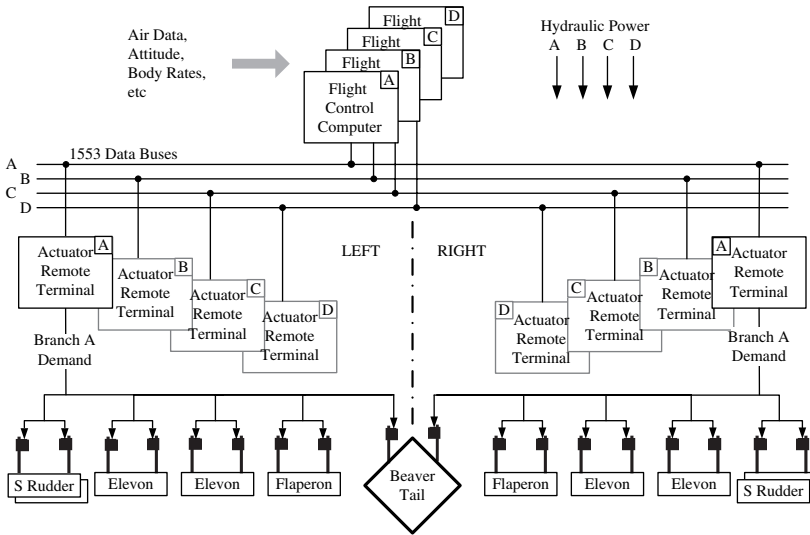 Air Data,
Attitude,
Body Rates,
etc
Flight
D
Flight
C
Flight
B
Flight
Control
Computer
A
Hydraulic Power
A B C D
1553 Data Buses
A
B
C
D
LEFT
RIGHT
Actuator
Remote
Terminal
A
Actuator
Remote
Terminal
B
Actuator
Remote
Terminal
C
Actuator
Remote
Terminal
D
D
Actuator
Remote
Terminal
C
Actuator
Remote
Terminal
B
Actuator
Remote
Terminal
A
Actuator
Remote
Terminal
Branch A
Demand
Branch A
Demand
S Rudder
Elevon
Elevon
Flaperon
Beaver
Tail
Flaperon
Elevon
Elevon
S Rudder